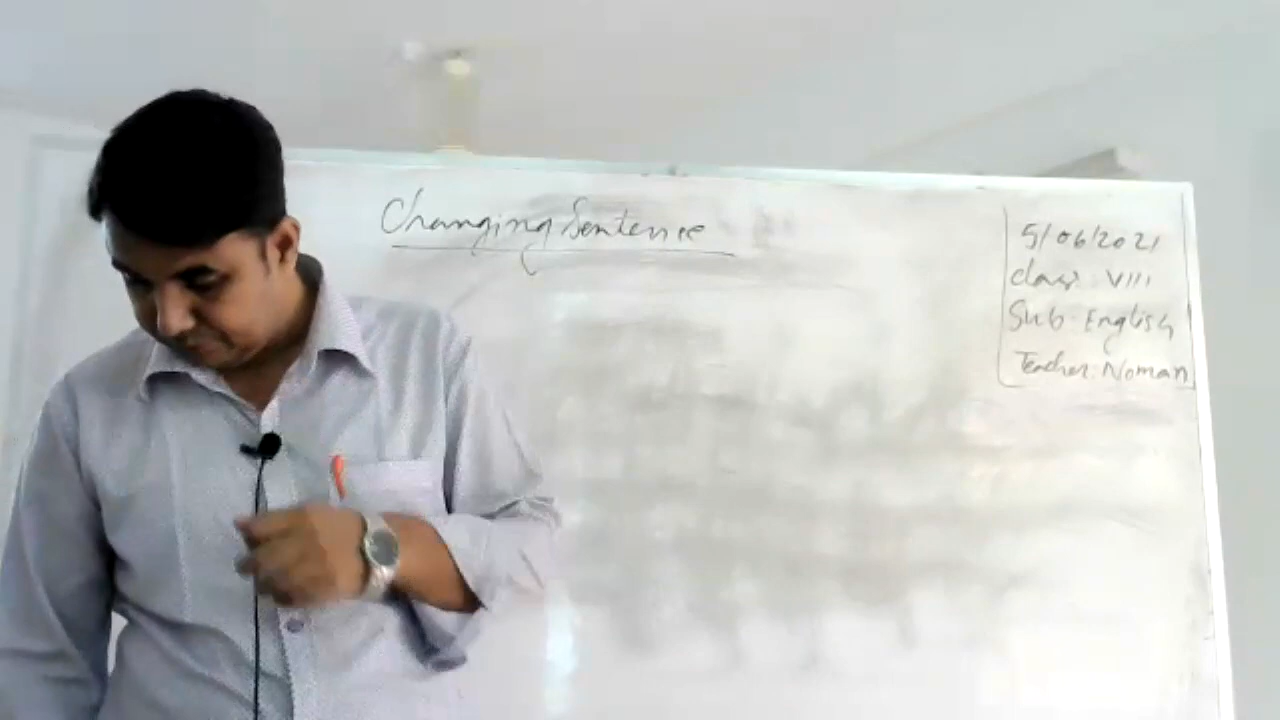 Changing Sentence
5/06/2021
Class: VIII
Sub-English
Teacher: Noman